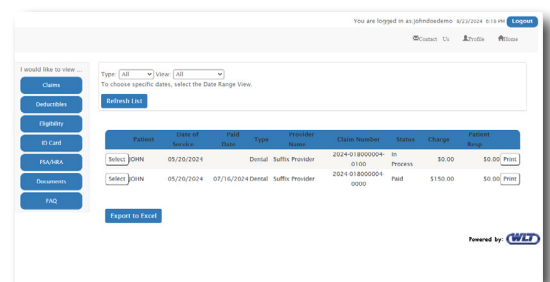 You are logged in as:johndoedemo 8/22/2024 6:19 PM Logout
Contact Us Profile Home
I would like to view ...
Claims
Deductibles
Eligibility
ID Card
FSA/HRA
Documents
FAQ
Type: All View: All
To choose specific dates, select the Date Range View.
Refresh List
Patient Date of Service Paid Date Type Provider Name Claim Number Status Charge Patient Resp
Select JOHN 05/20/2024 Dental Suffix Provider 2024-018000004-0100 In Process $0.00 $0.00 Print
Select JOHN 05/20/2024 07/16/2024 Dental Suffix Provider 2024-018000004-0000 Paid $150.00 $0.00 Print
Export to Excel
Powered by: WLT